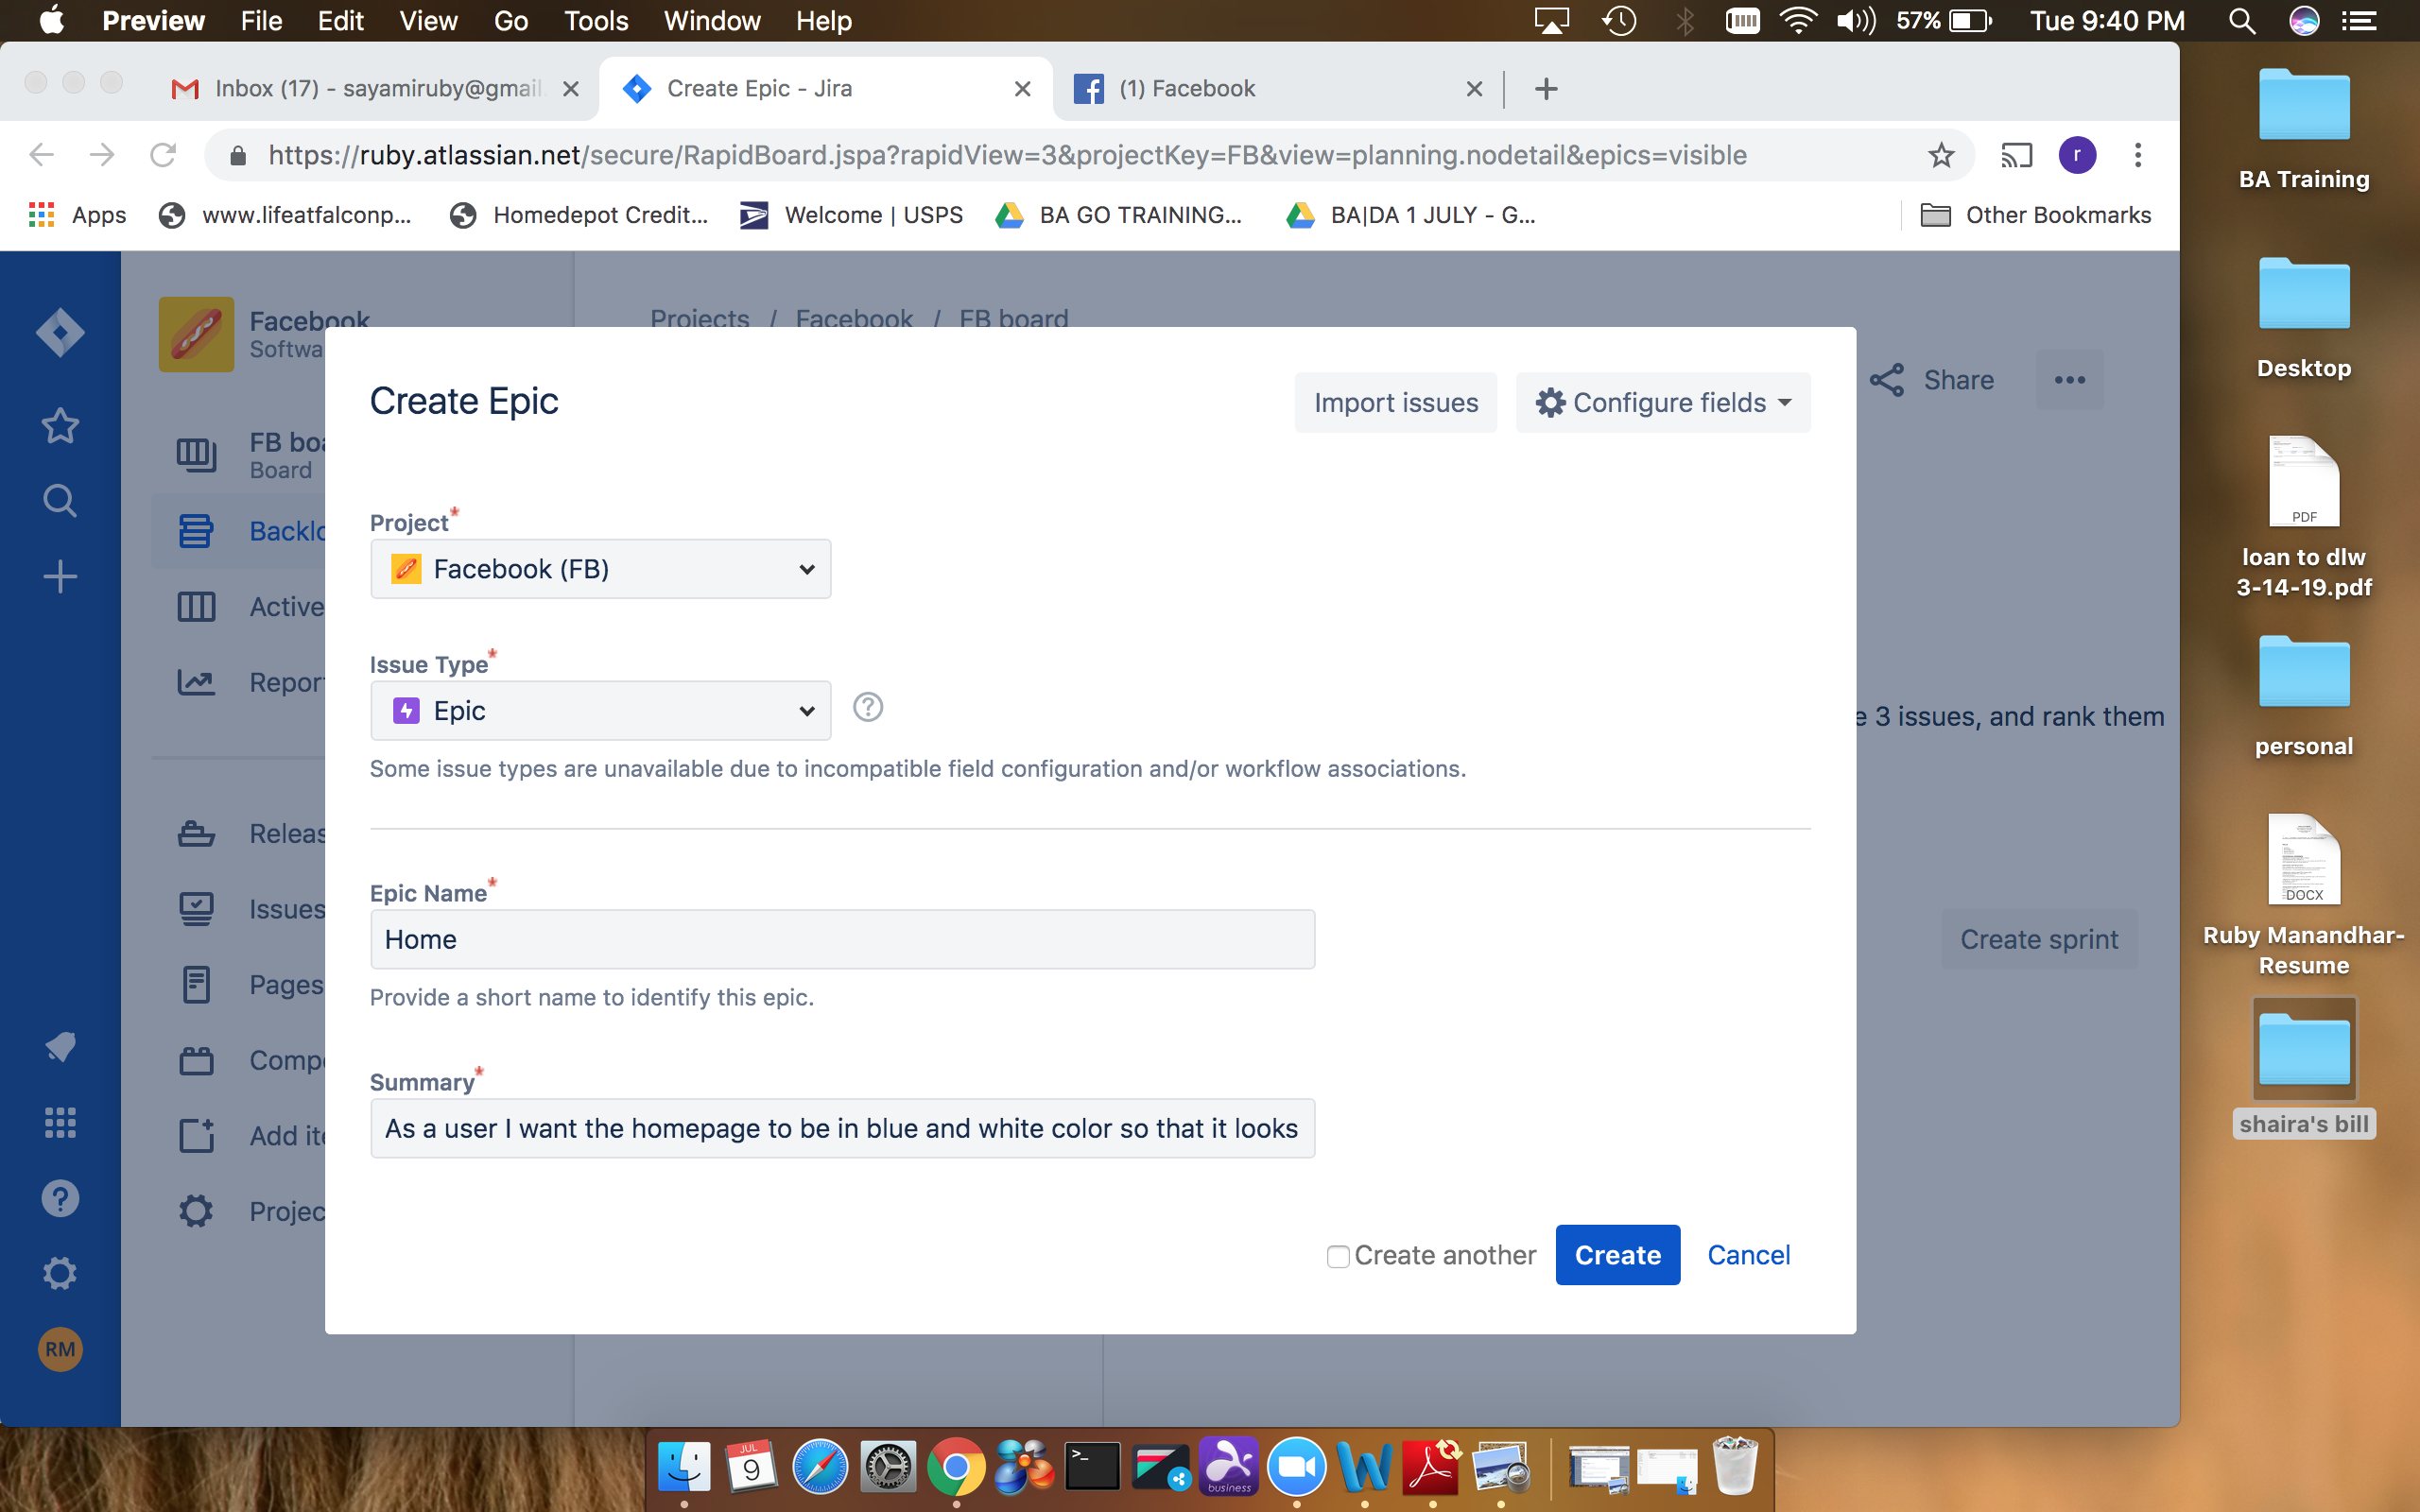 Preview File Edit View Go Tools Window Help 57% Tue 9:40 PM
Inbox (17) - sayamiruby@gmail. Create Epic - Jira (1) Facebook
https://ruby.atlassian.net/secure/RapidBoard.jspa?rapidView=3&projectKey=FB&view=planning.nodetail&epics=visible r
Apps www.lifeatfalconp... Homedepot Credit... Welcome | USPS BA GO TRAINING... BA|DA 1 JULY - G... Other Bookmarks
Facebook
Softwa
FB boa
Board
Backlo
Active
Repor
Releas
Issues
Pages
Compo
Add ite
Projec
RM
Projects / Facebook / FB board
Share
e 3 issues, and rank them
Create sprint
Create Epic
Import issues Configure fields
Project*
Facebook (FB)
Issue Type*
Epic
Some issue types are unavailable due to incompatible field configuration and/or workflow associations.
Epic Name*
Home
Provide a short name to identify this epic.
Summary*
As a user I want the homepage to be in blue and white color so that it looks
Create another Create Cancel
BA Training
Desktop
PDF
loan to dlw
3-14-19.pdf
personal
DOCX
Ruby Manandhar-
Resume
shaira's bill
JUL
9
business